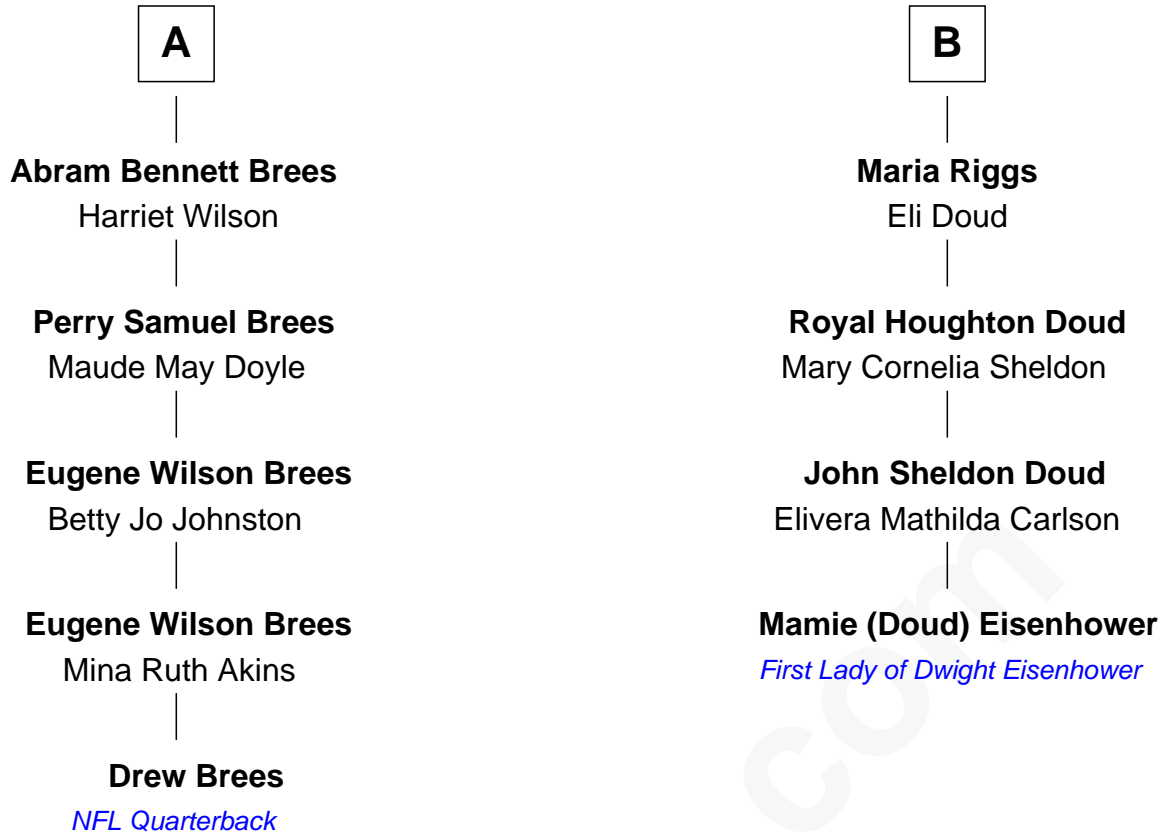 A
Abram Bennett Brees
Harriet Wilson
Perry Samuel Brees
Maude May Doyle
Eugene Wilson Brees
Betty Jo Johnston
Eugene Wilson Brees
Mina Ruth Akins
Drew Brees
NFL Quarterback
B
Maria Riggs
Eli Doud
Royal Houghton Doud
Mary Cornelia Sheldon
John Sheldon Doud
Elivera Mathilda Carlson
Mamie (Doud) Eisenhower
First Lady of Dwight Eisenhower
com